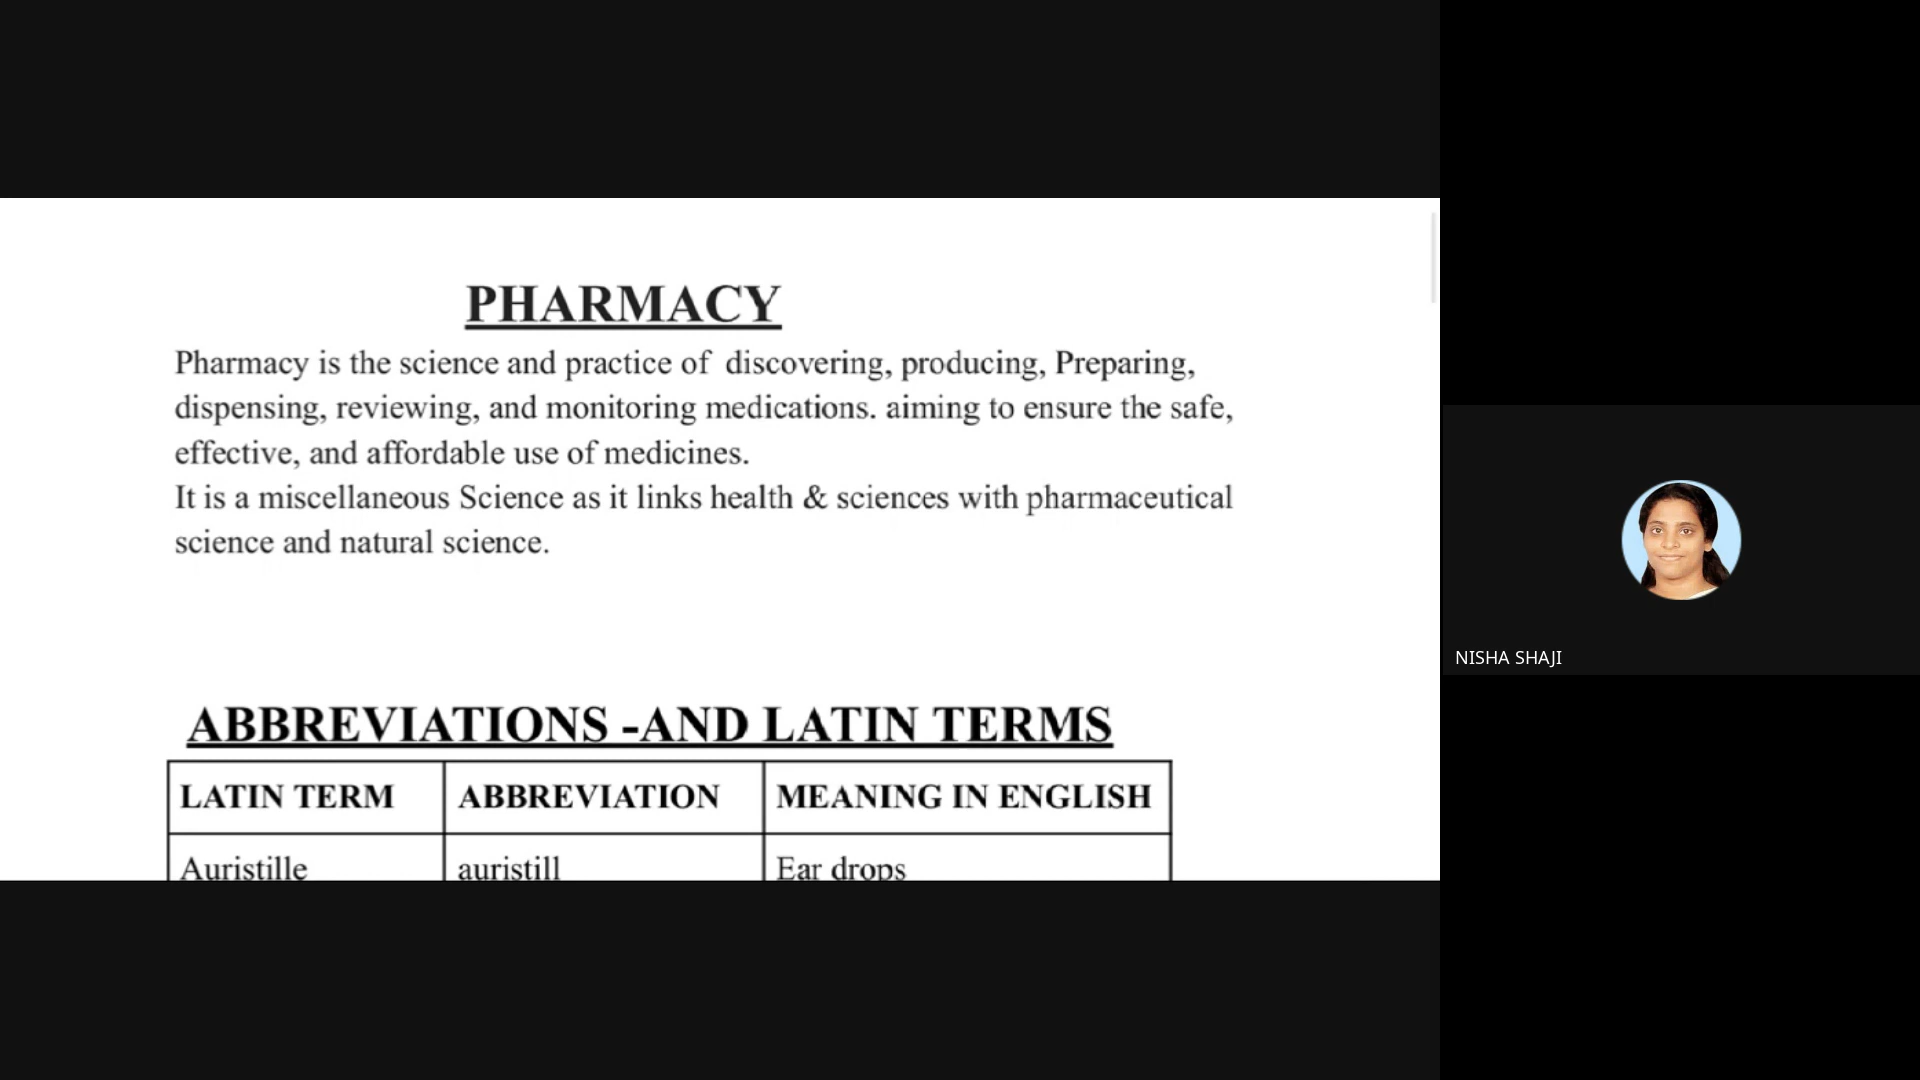 PHARMACY
Pharmacy is the science and practice of discovering, producing, Preparing,
dispensing, reviewing, and monitoring medications. aiming to ensure the safe,
effective, and affordable use of medicines.
It is a miscellaneous Science as it links health & sciences with pharmaceutical
science and natural science.
ABBREVIATIONS -AND LATIN TERMS
LATIN TERM ABBREVIATION MEANING IN ENGLISH
Auristille auristill Ear drops
NISHA SHAJI